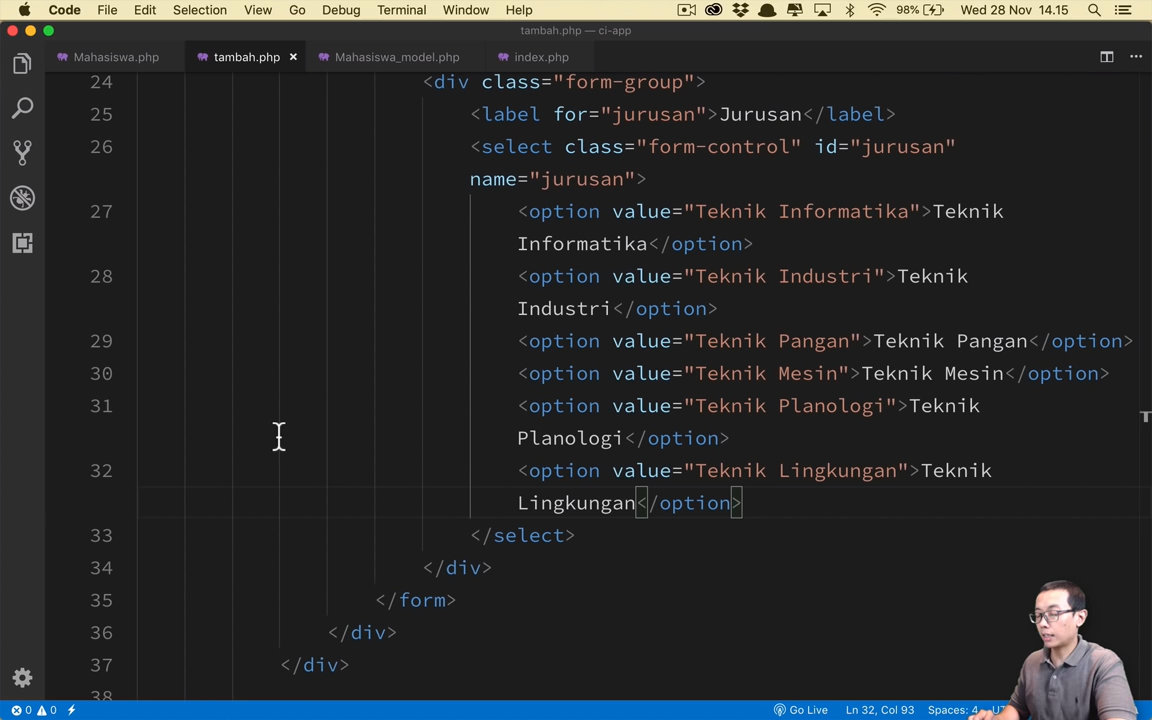 Code File Edit Selection View Go Debug Terminal Window Help 98% Wed 28 Nov 14.15
tambah.php — ci-app
Mahasiswa.php tambah.php Mahasiswa_model.php index.php
24 <div class="form-group">
25 <label for="jurusan">Jurusan</label>
26 <select class="form-control" id="jurusan"
name="jurusan">
27 <option value="Teknik Informatika">Teknik
Informatika</option>
28 <option value="Teknik Industri">Teknik
Industri</option>
29 <option value="Teknik Pangan">Teknik Pangan</option>
30 <option value="Teknik Mesin">Teknik Mesin</option>
31 <option value="Teknik Planologi">Teknik
Planologi</option>
32 <option value="Teknik Lingkungan">Teknik
Lingkungan</option>
33 </select>
34 </div>
35 </form>
36 </div>
37 </div>
38
0 0 Go Live Ln 32, Col 93 Spaces: 4